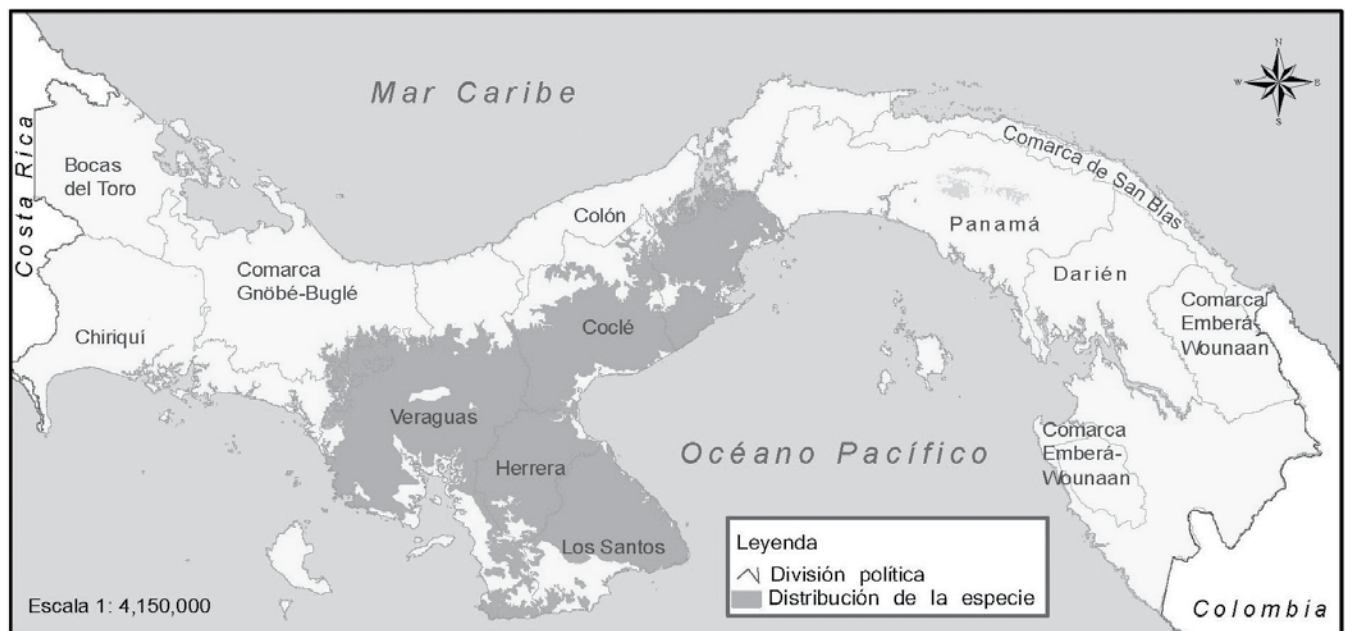 Mar Caribe
N
W
E
S
Costa Rica
Bocas
del Toro
Comarca de San Blas
Colón
Panamá
Comarca
Gnöbé-Buglé
Darién
Comarca
Emberá-
Wounaan
Chiriquí
Coclé
Veraguas
Océano Pacífico
Comarca
Emberá-
Wounaan
Herrera
Los Santos
Leyenda
División política
Distribución de la especie
Escala 1: 4,150,000
Colombia